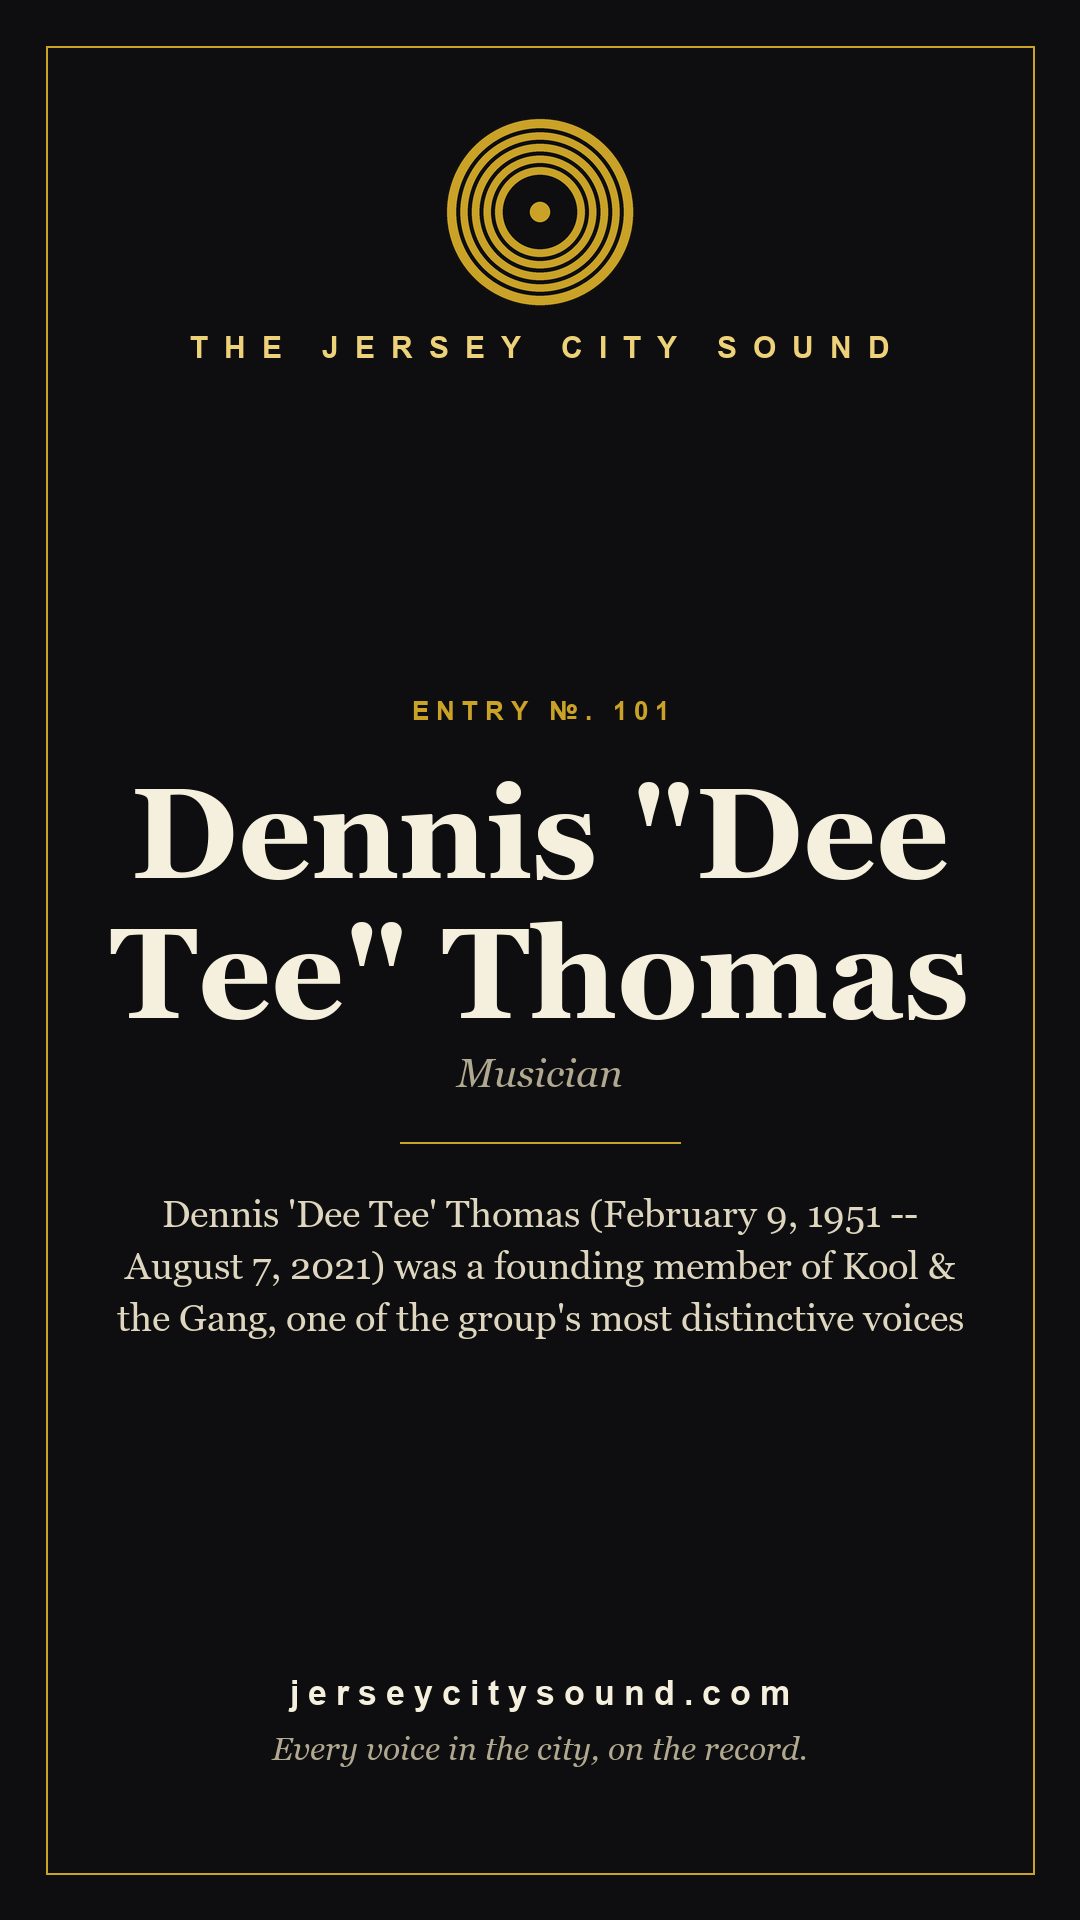 THE JERSEY CITY SOUND
ENTRY №. 101
Dennis "Dee
Tee" Thomas
Musician
Dennis 'Dee Tee' Thomas (February 9, 1951 --
August 7, 2021) was a founding member of Kool &
the Gang, one of the group's most distinctive voices
jerseycitysound.com
Every voice in the city, on the record.